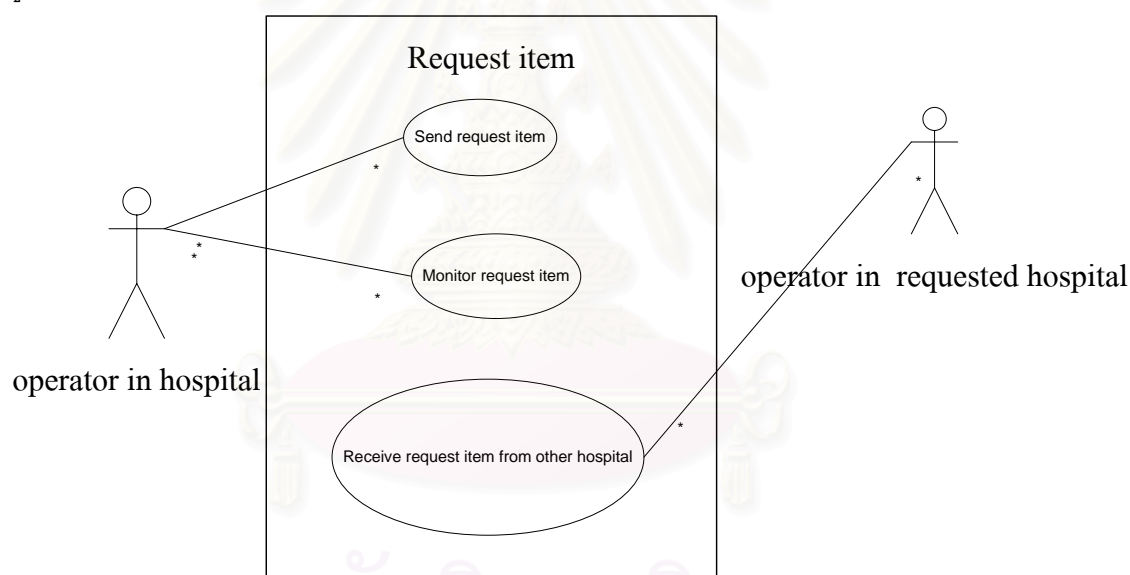 Request item
Send request item
*
*
*
*
Monitor request item
*
operator in requested hospital
operator in hospital
*
Receive request item from other hospital